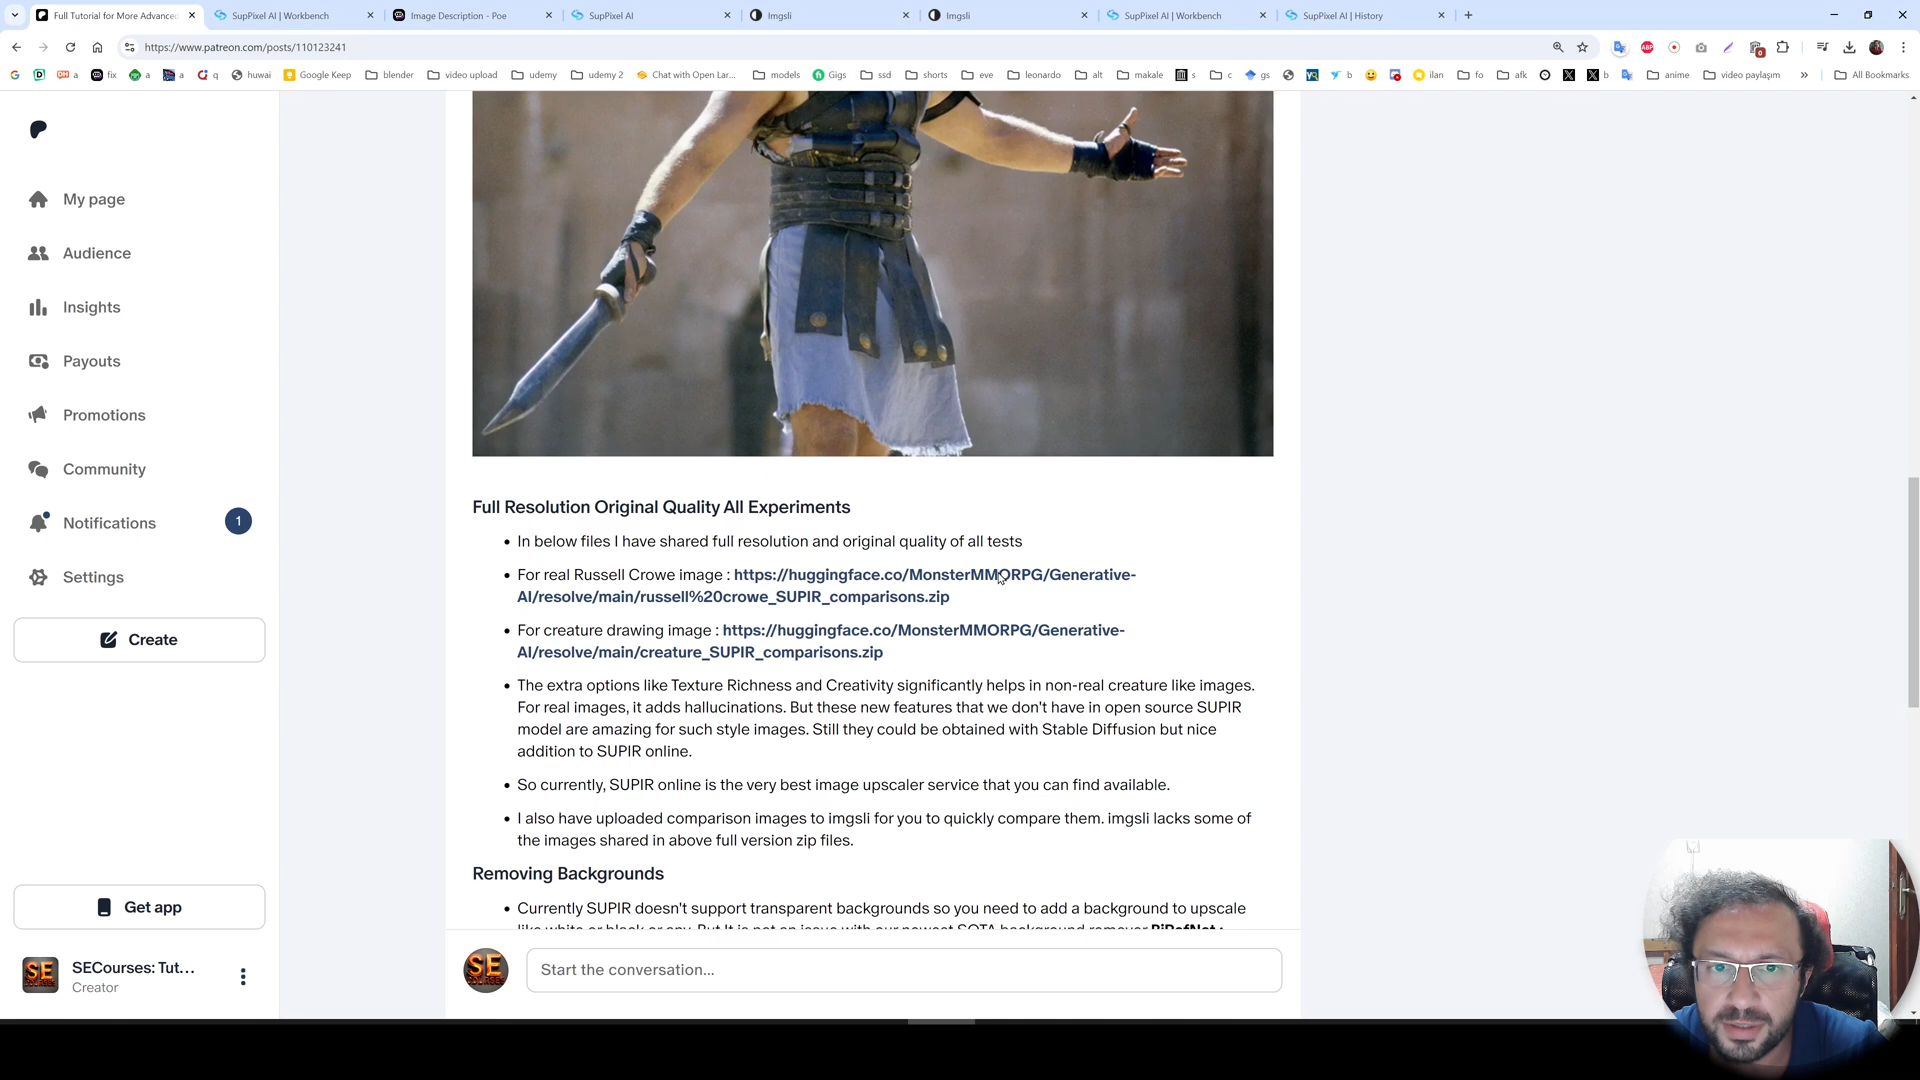 Full Tutorial for More Advanced
SupPixel AI | Workbench
Image Description - Poe
SupPixel AI
Imgsli
Imgsli
SupPixel AI | Workbench
SupPixel AI | History
https://www.patreon.com/posts/110123241
a
fix
a
a
q
huwai
Google Keep
blender
video upload
udemy
udemy 2
Chat with Open Lar...
models
Gigs
ssd
shorts
eve
leonardo
alt
makale
s
c
gs
b
ilan
fo
afk
b
anime
video paylaşım
All Bookmarks
My page
Audience
Insights
Payouts
Promotions
Community
Notifications
1
Settings
Create
Get app
SECourses: Tut...
Creator
Full Resolution Original Quality All Experiments
• In below files I have shared full resolution and original quality of all tests
• For real Russell Crowe image : https://huggingface.co/MonsterMMORPG/Generative-
AI/resolve/main/russell%20crowe_SUPIR_comparisons.zip
• For creature drawing image : https://huggingface.co/MonsterMMORPG/Generative-
AI/resolve/main/creature_SUPIR_comparisons.zip
• The extra options like Texture Richness and Creativity significantly helps in non-real creature like images.
For real images, it adds hallucinations. But these new features that we don't have in open source SUPIR
model are amazing for such style images. Still they could be obtained with Stable Diffusion but nice
addition to SUPIR online.
• So currently, SUPIR online is the very best image upscaler service that you can find available.
• I also have uploaded comparison images to imgsli for you to quickly compare them. imgsli lacks some of
the images shared in above full version zip files.
Removing Backgrounds
• Currently SUPIR doesn't support transparent backgrounds so you need to add a background to upscale
like white or black or any. But It is not an issue with our newest SOTA background remover BiRefNet :
SE
Start the conversation...